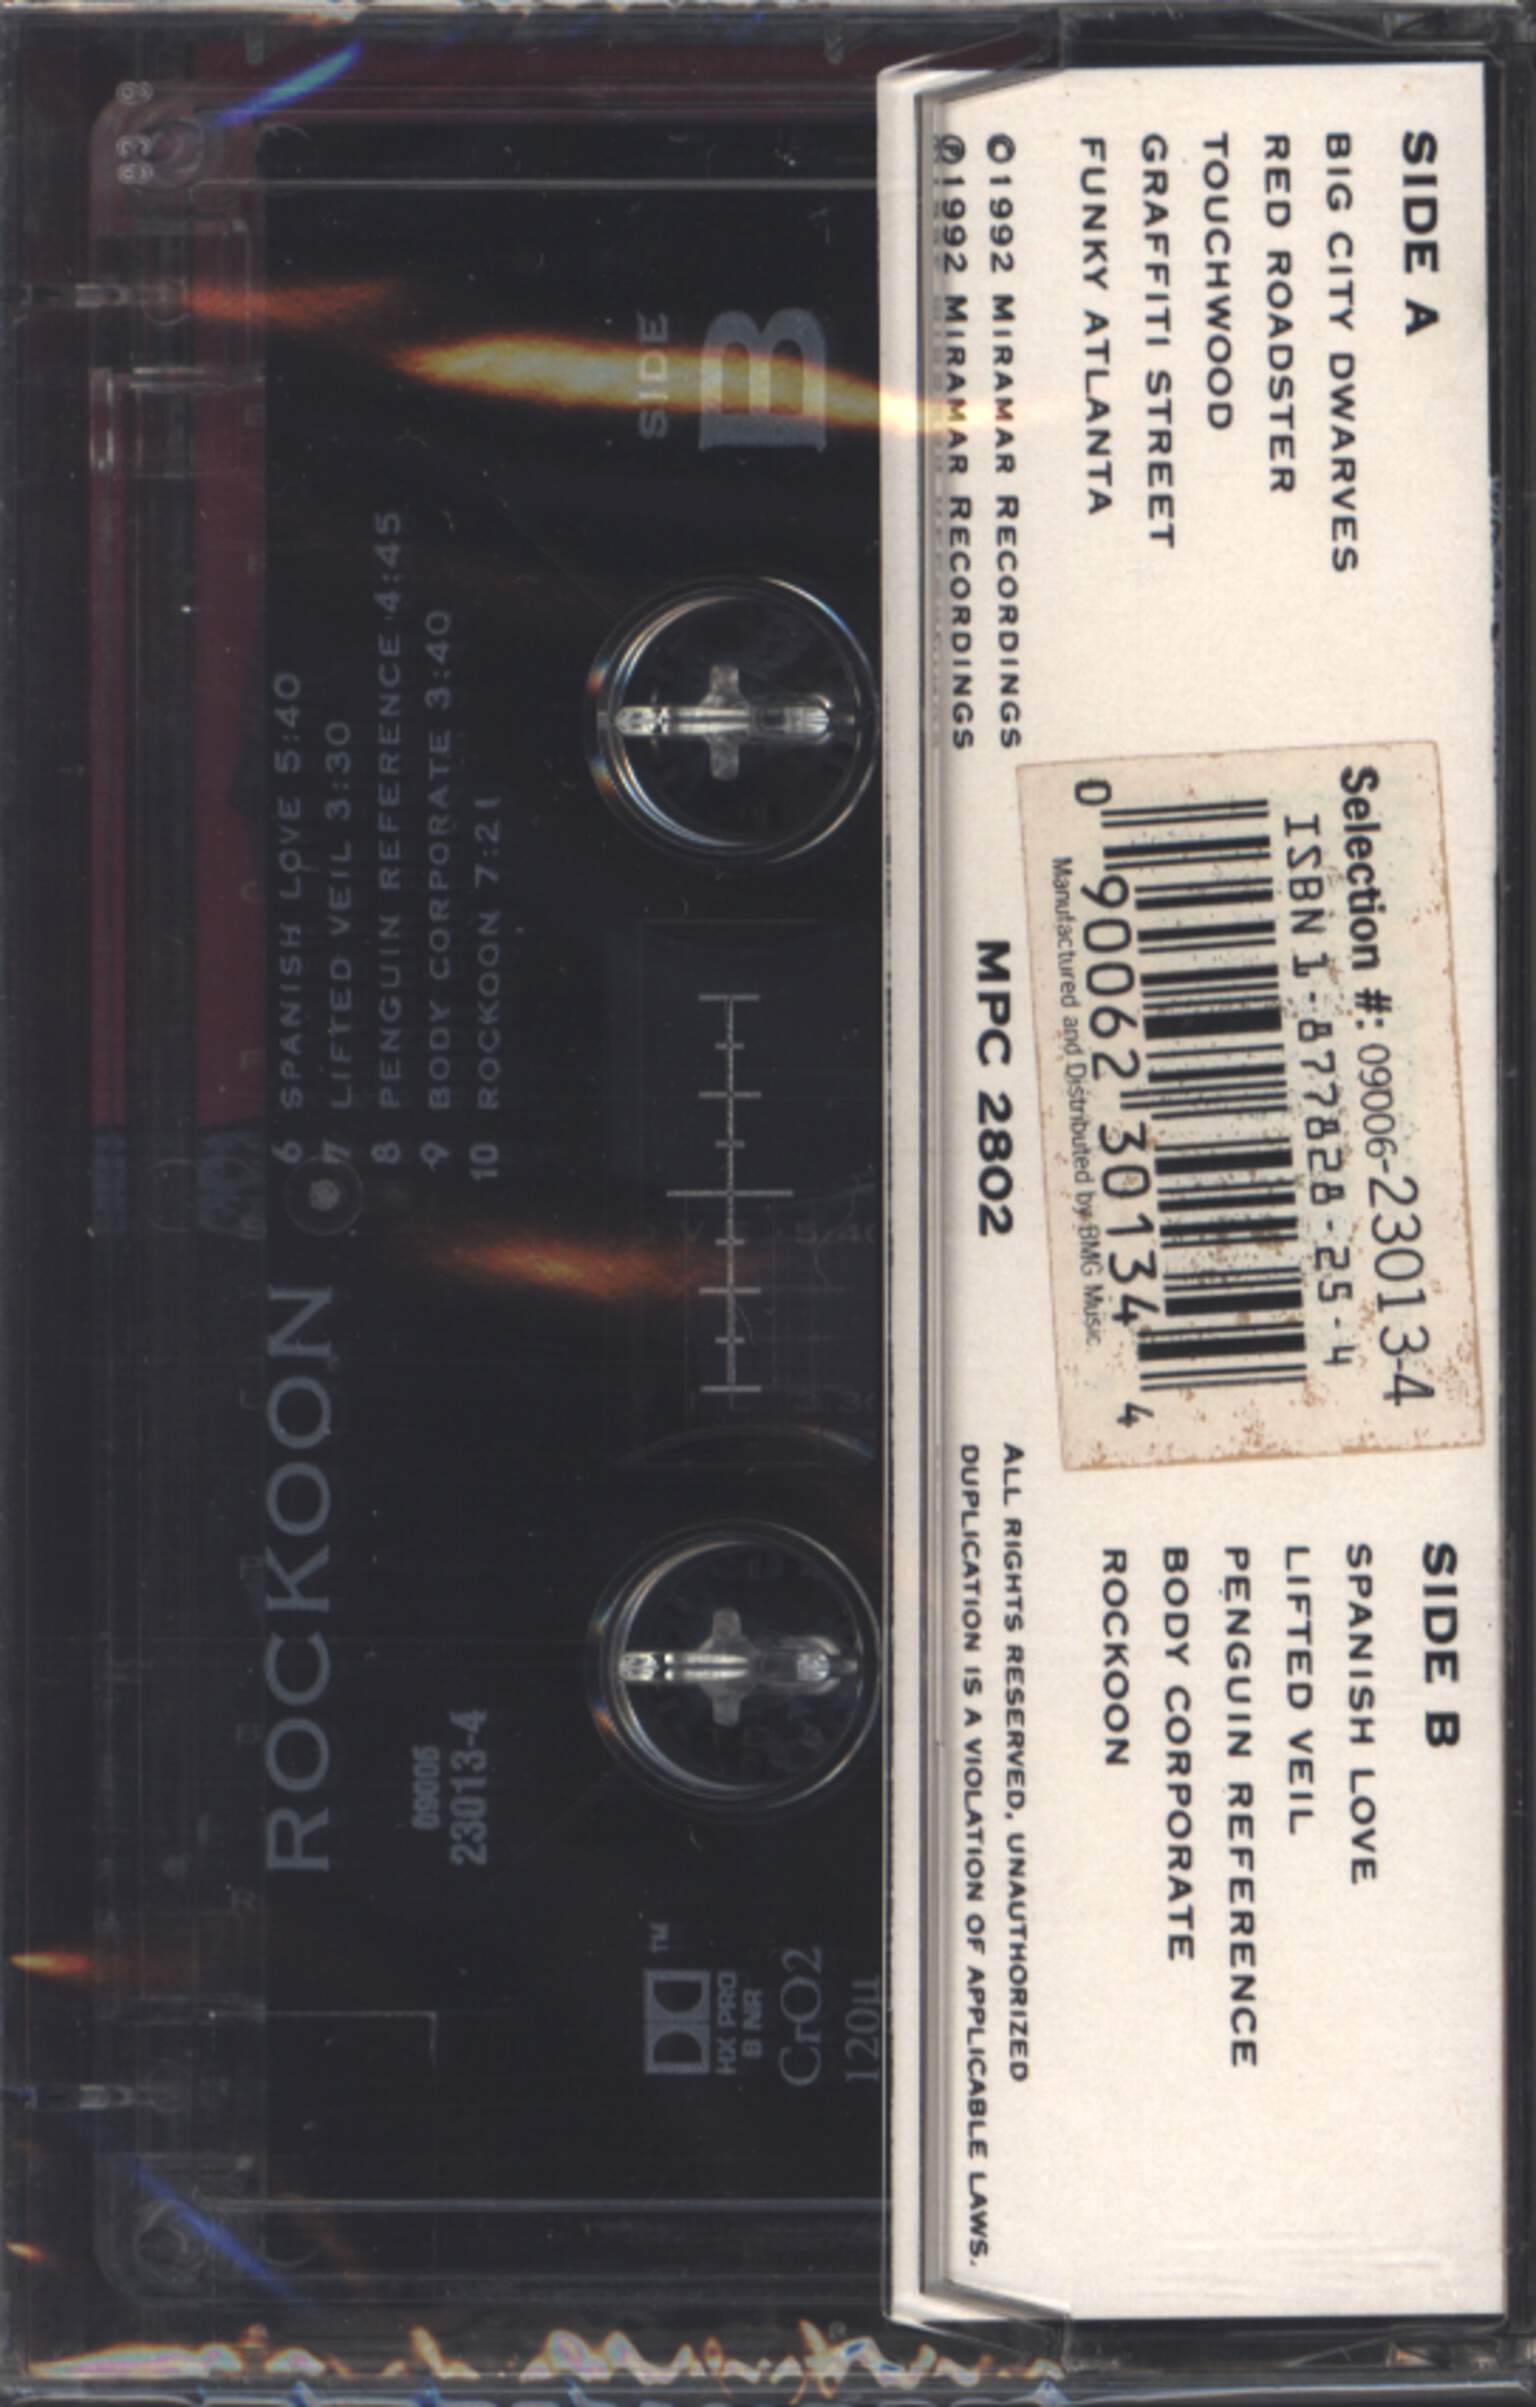 SIDE A
BIG CITY DWARVES
RED ROADSTER
TOUCHWOOD
GRAFFITI STREET
FUNKY ATLANTA
©1992 MIRAMAR RECORDINGS
℗1992 MIRAMAR RECORDINGS
Selection #: 09006-23013-4
ISBN 1-877828-25-4
0 90062 30134 4
Manufactured and Distributed by BMG Music.
MPC 2802
SIDE B
SPANISH LOVE
LIFTED VEIL
PENGUIN REFERENCE
BODY CORPORATE
ROCKOON
ALL RIGHTS RESERVED, UNAUTHORIZED
DUPLICATION IS A VIOLATION OF APPLICABLE LAWS.
ROCKOON
6 SPANISH LOVE 5:40
7 LIFTED VEIL 3:30
8 PENGUIN REFERENCE 4:45
9 BODY CORPORATE 3:40
10 ROCKOON 7:21
09006
23013-4
SIDE
B
TM
HX PRO
B NR
CrO2
120µ